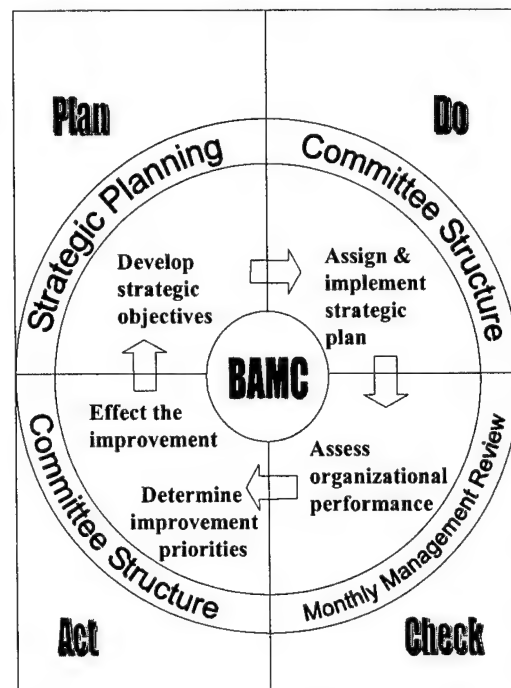 Plan
Do
Strategic Planning
Committee Structure
Develop
strategic
objectives
Assign &
implement
strategic
plan
BAMC
Effect the
improvement
Assess
organizational
performance
Determine
improvement
priorities
Committee Structure
Monthly Management Review
Act
Check